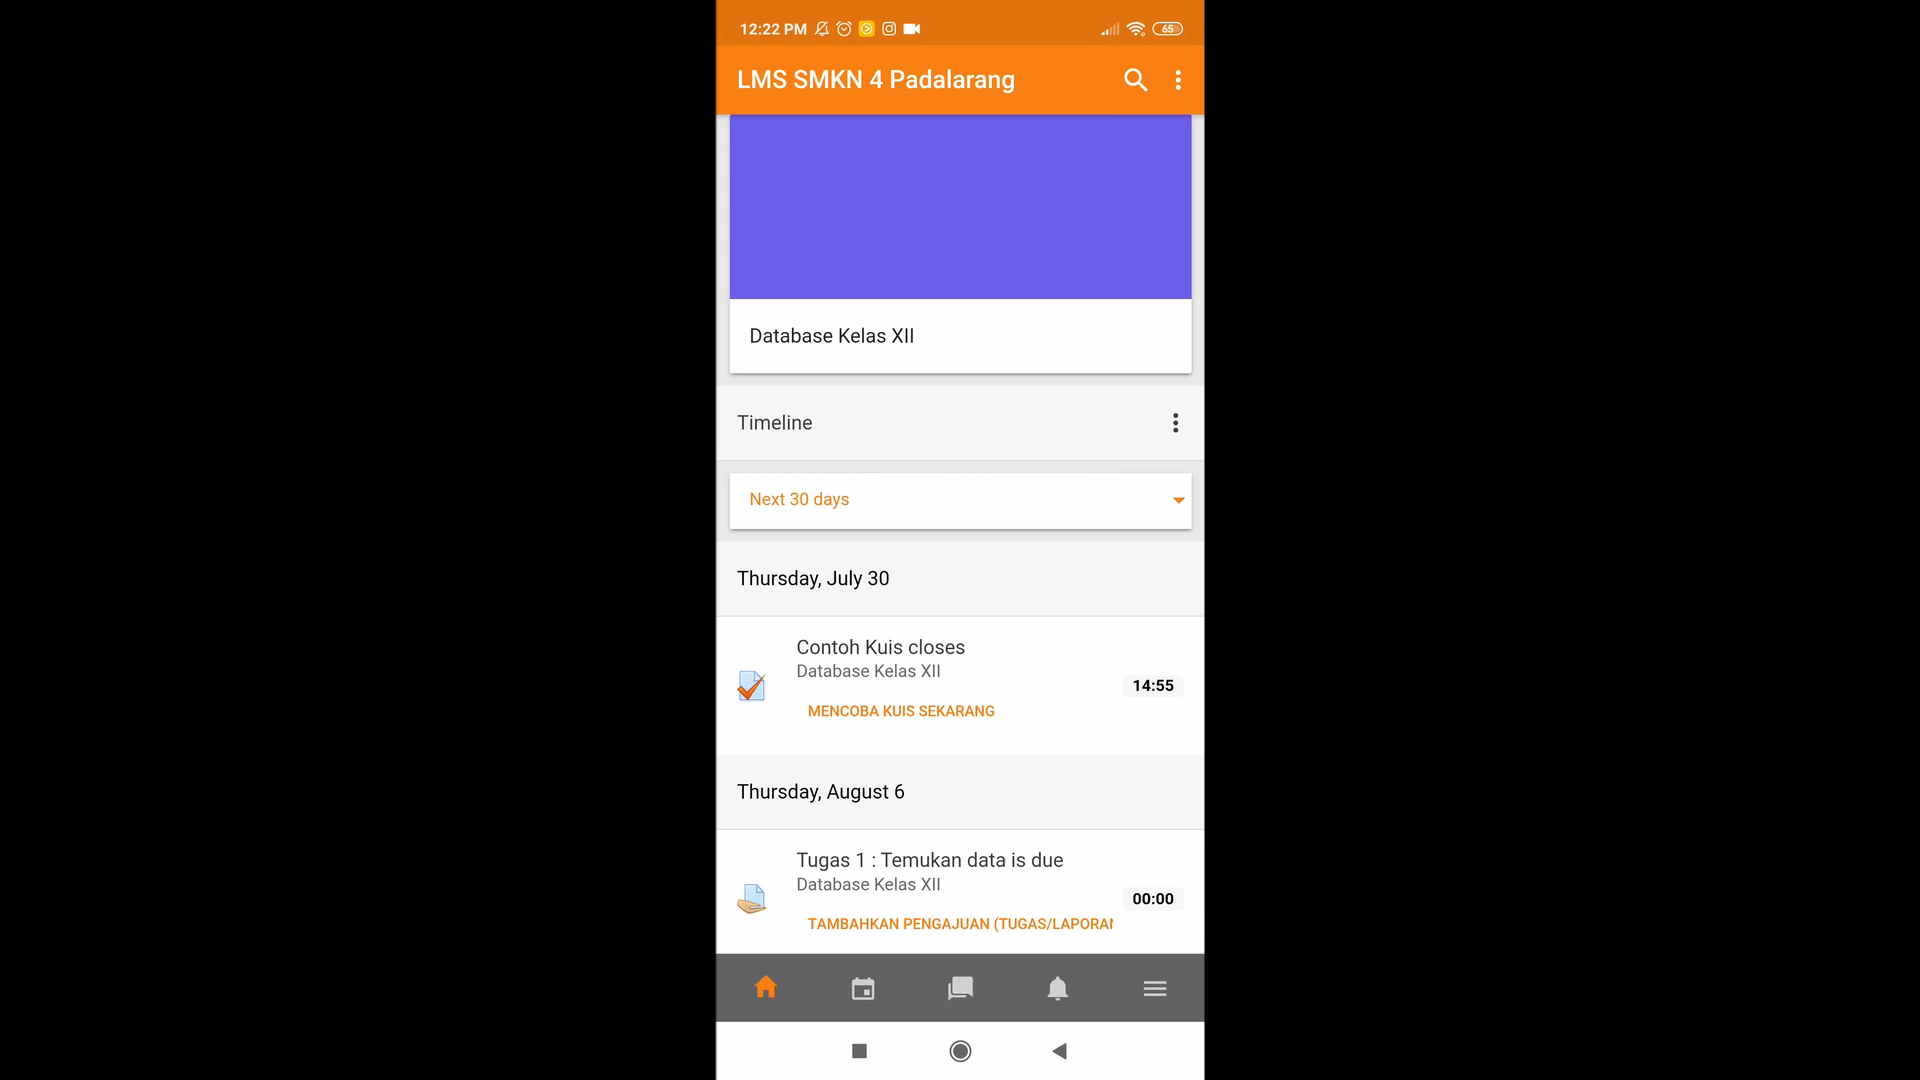 12:22 PM
65
LMS SMKN 4 Padalarang
Database Kelas XII
Timeline
Next 30 days
Thursday, July 30
Contoh Kuis closes
Database Kelas XII
14:55
MENCOBA KUIS SEKARANG
Thursday, August 6
Tugas 1 : Temukan data is due
Database Kelas XII
00:00
TAMBAHKAN PENGAJUAN (TUGAS/LAPORAN